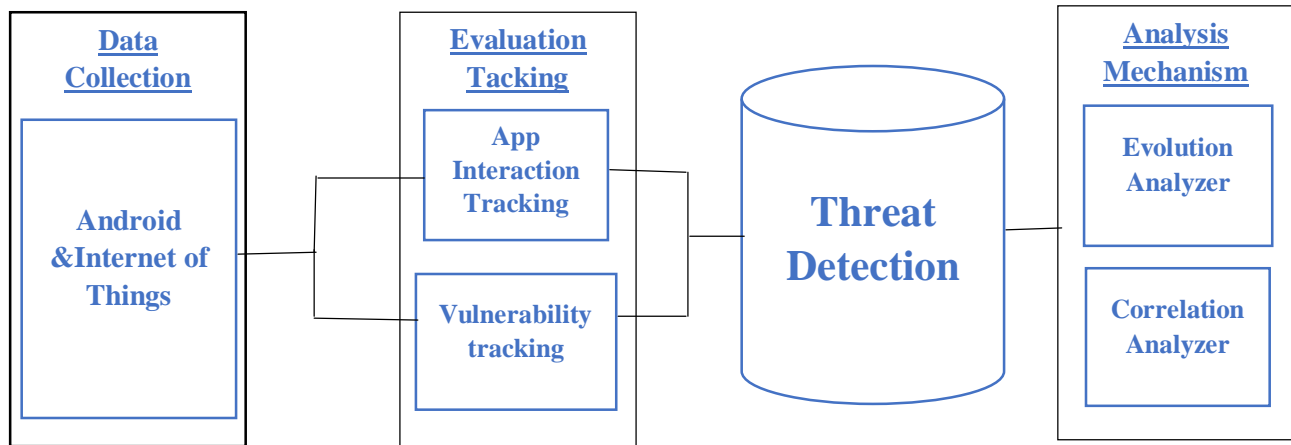 Data
Collection
Android
&Internet of
Things
Evaluation
Tacking
App
Interaction
Tracking
Vulnerability
tracking
Threat
Detection
Analysis
Mechanism
Evolution
Analyzer
Correlation
Analyzer